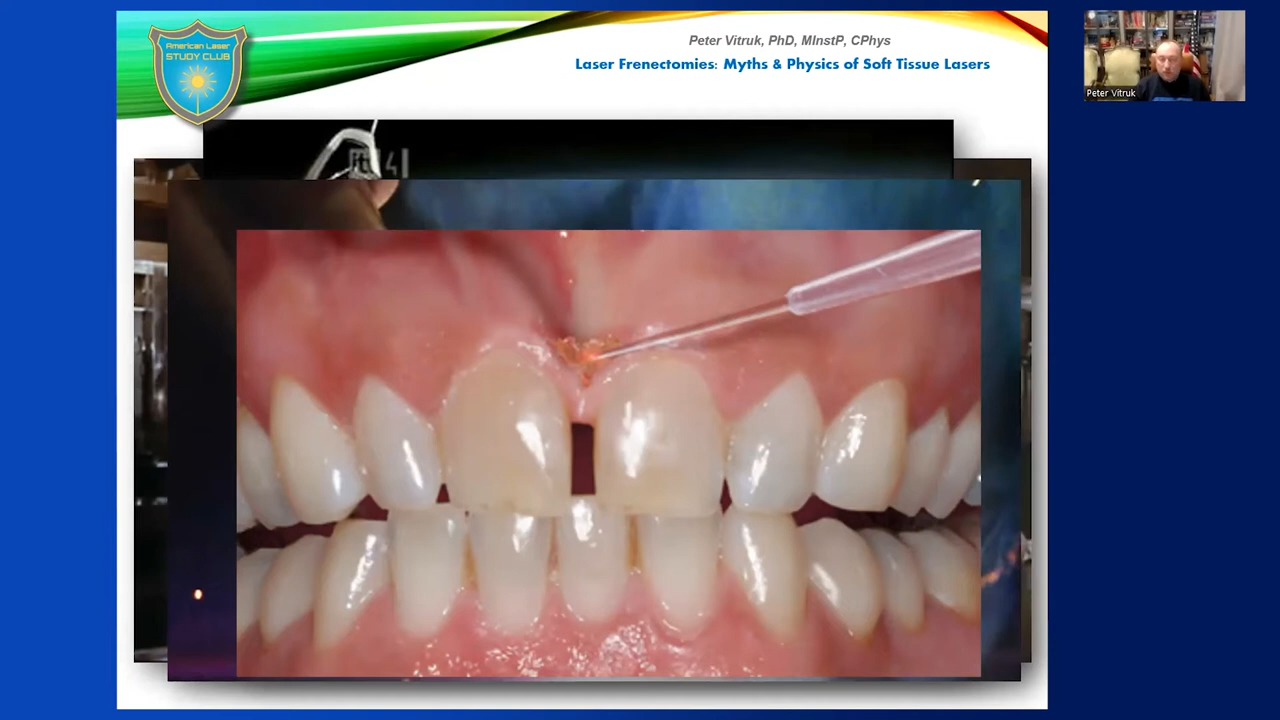 American Laser
STUDY CLUB
Peter Vitruk, PhD, MInstP, CPhys
Laser Frenectomies: Myths & Physics of Soft Tissue Lasers
Peter Vitruk